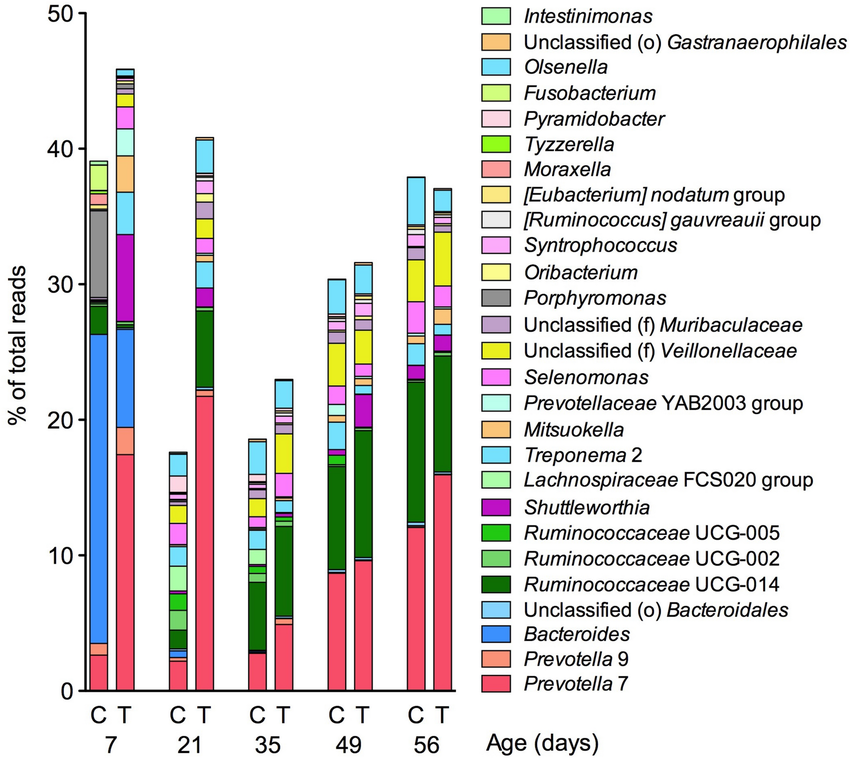 50
40
30
20
10
0
% of total reads
C T C T C T C T C T
7 21 35 49 56 Age (days)
Intestinimonas
Unclassified (o) Gastranaerophilales
Olsenella
Fusobacterium
Pyramidobacter
Tyzzerella
Moraxella
[Eubacterium] nodatum group
[Ruminococcus] gauvreauii group
Syntrophococcus
Oribacterium
Porphyromonas
Unclassified (f) Muribaculaceae
Unclassified (f) Veillonellaceae
Selenomonas
Prevotellaceae YAB2003 group
Mitsuokella
Treponema 2
Lachnospiraceae FCS020 group
Shuttleworthia
Ruminococcaceae UCG-005
Ruminococcaceae UCG-002
Ruminococcaceae UCG-014
Unclassified (o) Bacteroidales
Bacteroides
Prevotella 9
Prevotella 7